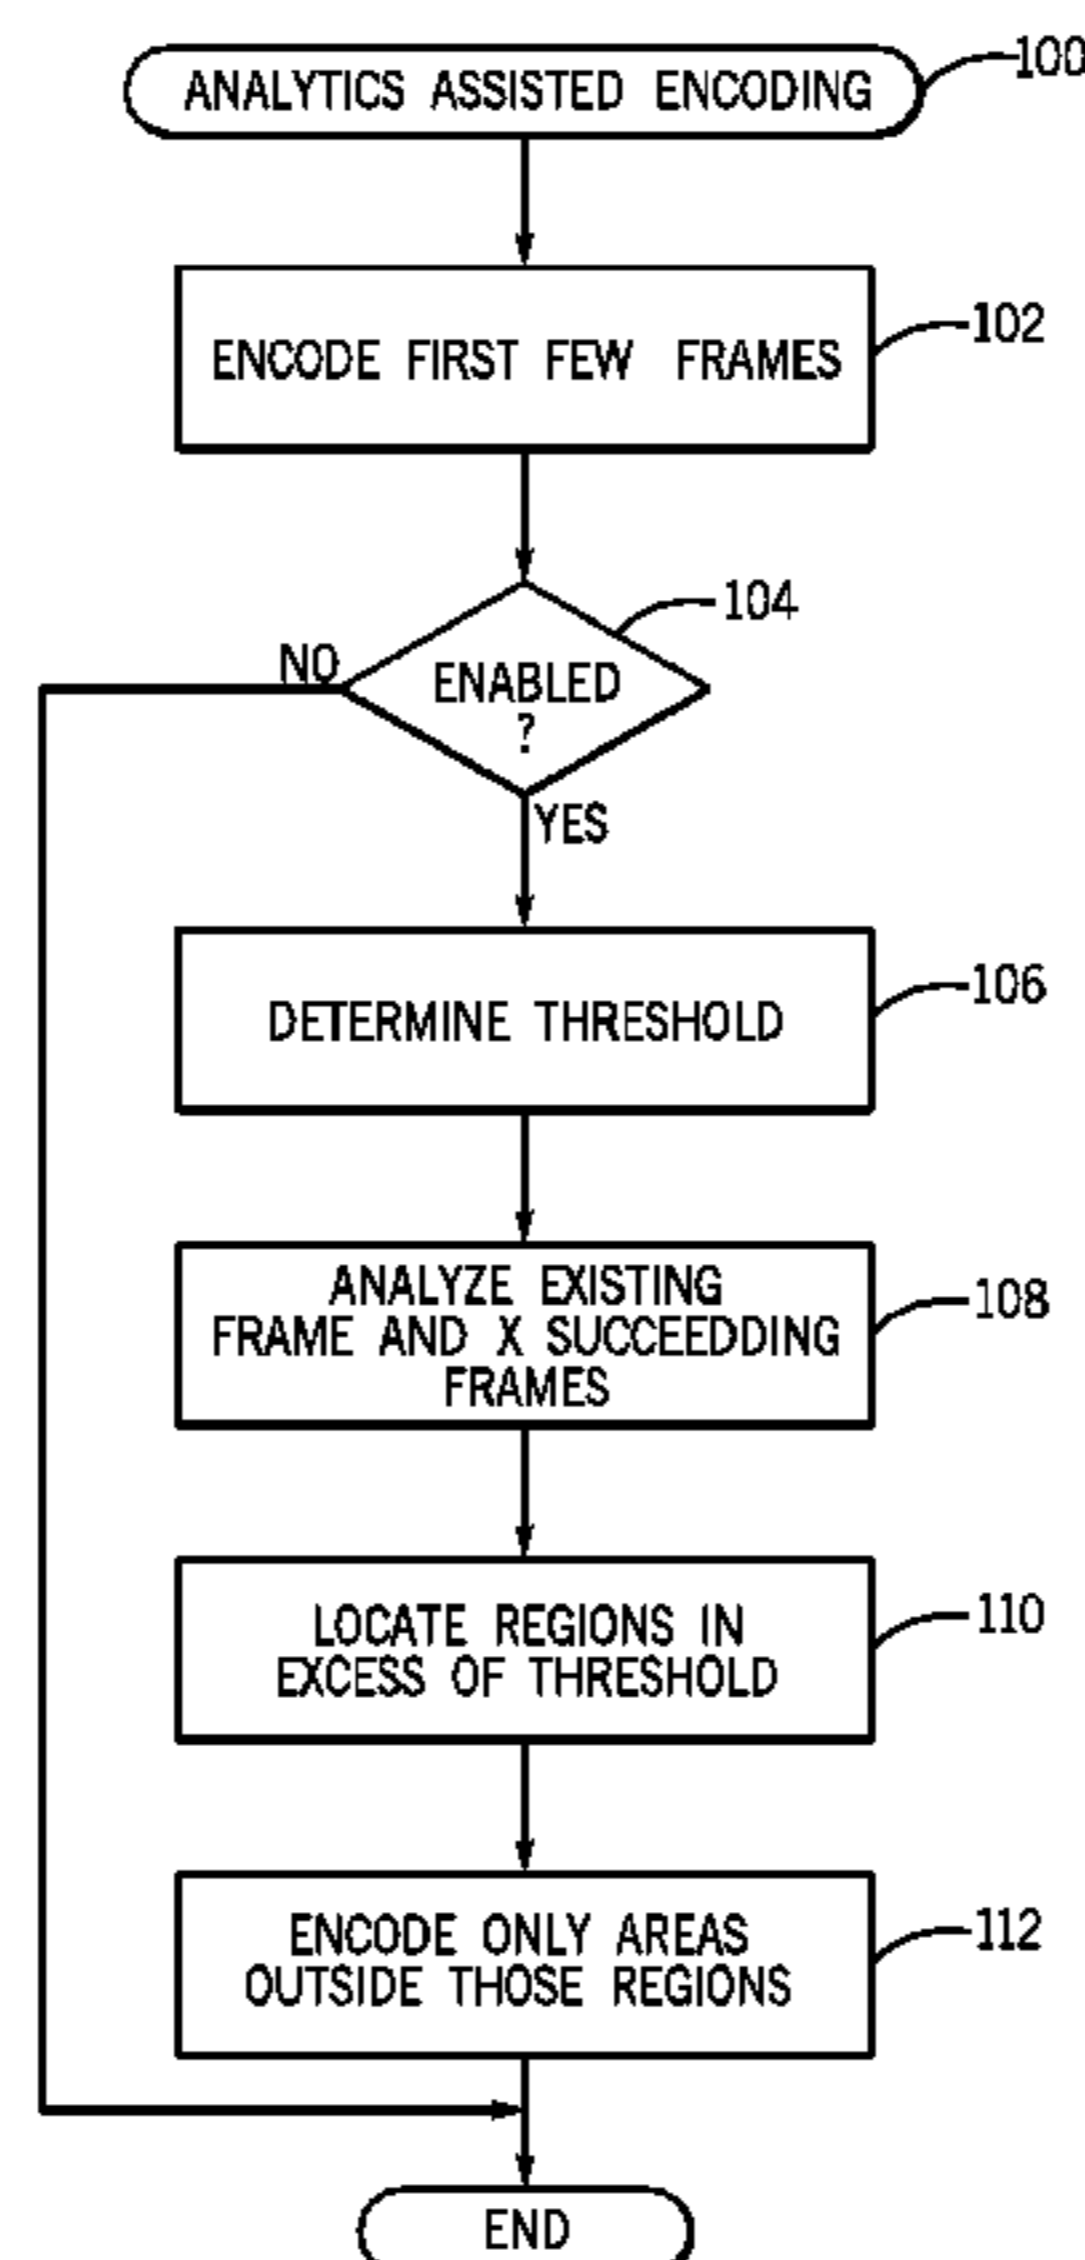 ANALYTICS ASSISTED ENCODING
100
ENCODE FIRST FEW FRAMES
102
104
NO
ENABLED
?
YES
DETERMINE THRESHOLD
106
ANALYZE EXISTING
FRAME AND X SUCCEEDDING
FRAMES
108
LOCATE REGIONS IN
EXCESS OF THRESHOLD
110
ENCODE ONLY AREAS
OUTSIDE THOSE REGIONS
112
END